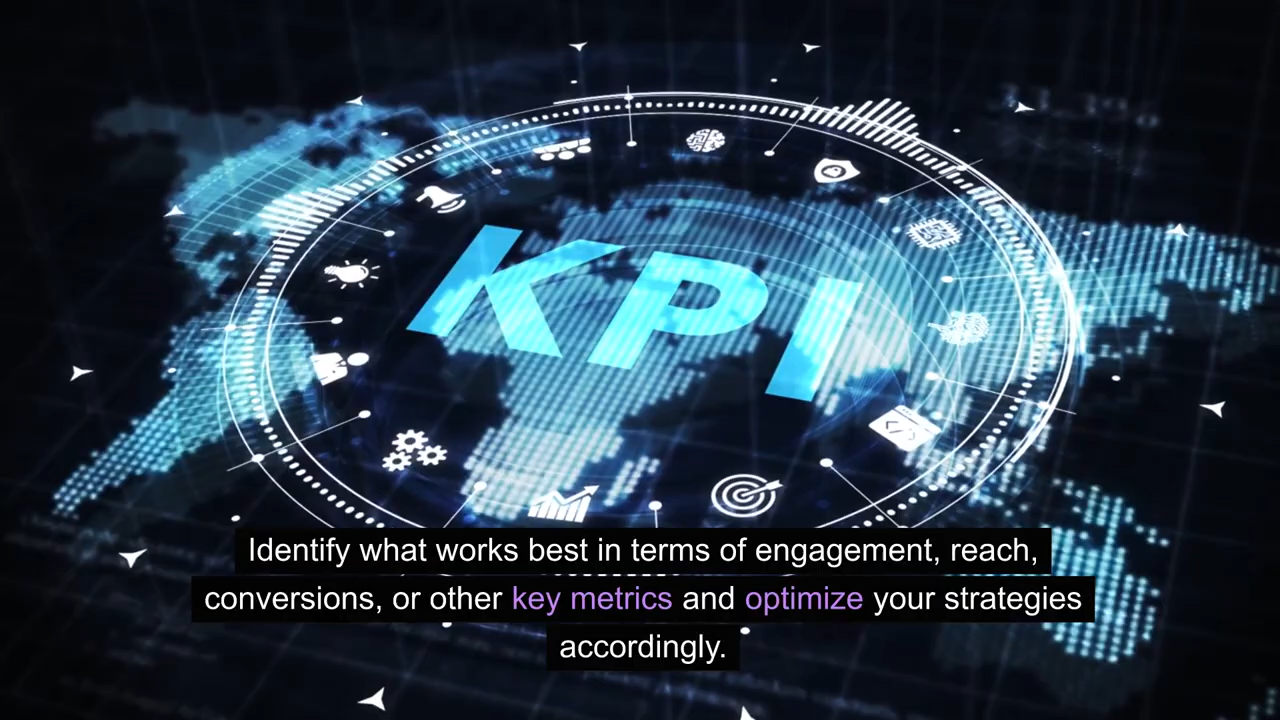 KPI
Identify what works best in terms of engagement, reach,
conversions, or other key metrics and optimize your strategies
accordingly.